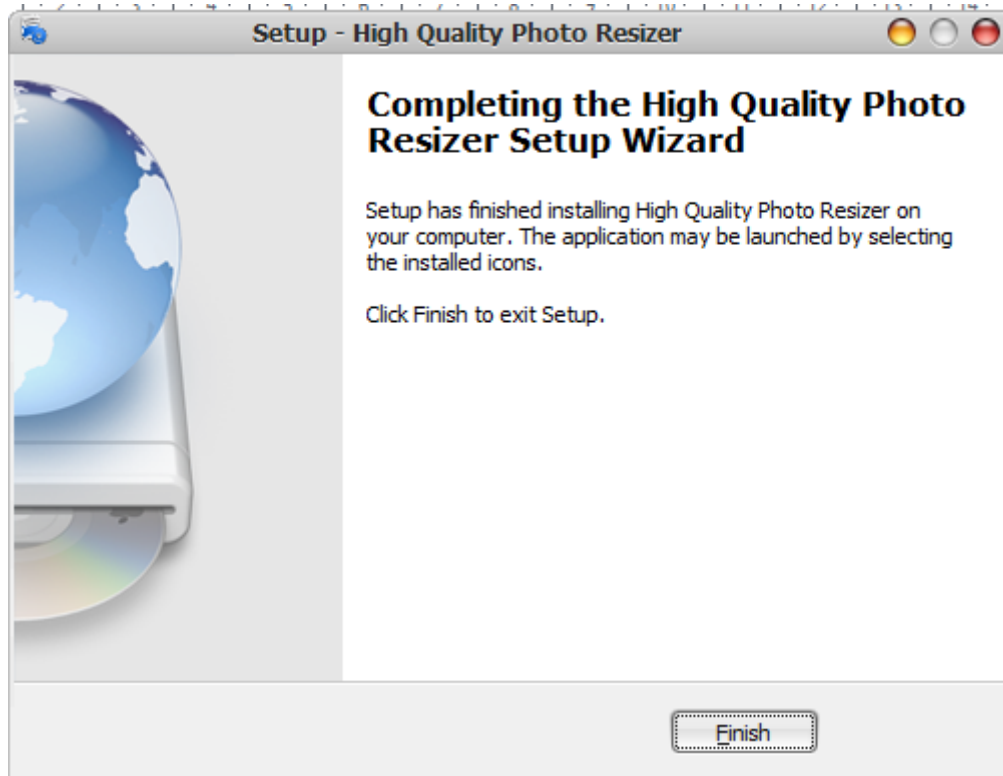 Setup - High Quality Photo Resizer
Completing the High Quality Photo
Resizer Setup Wizard
Setup has finished installing High Quality Photo Resizer on
your computer. The application may be launched by selecting
the installed icons.
Click Finish to exit Setup.
Finish